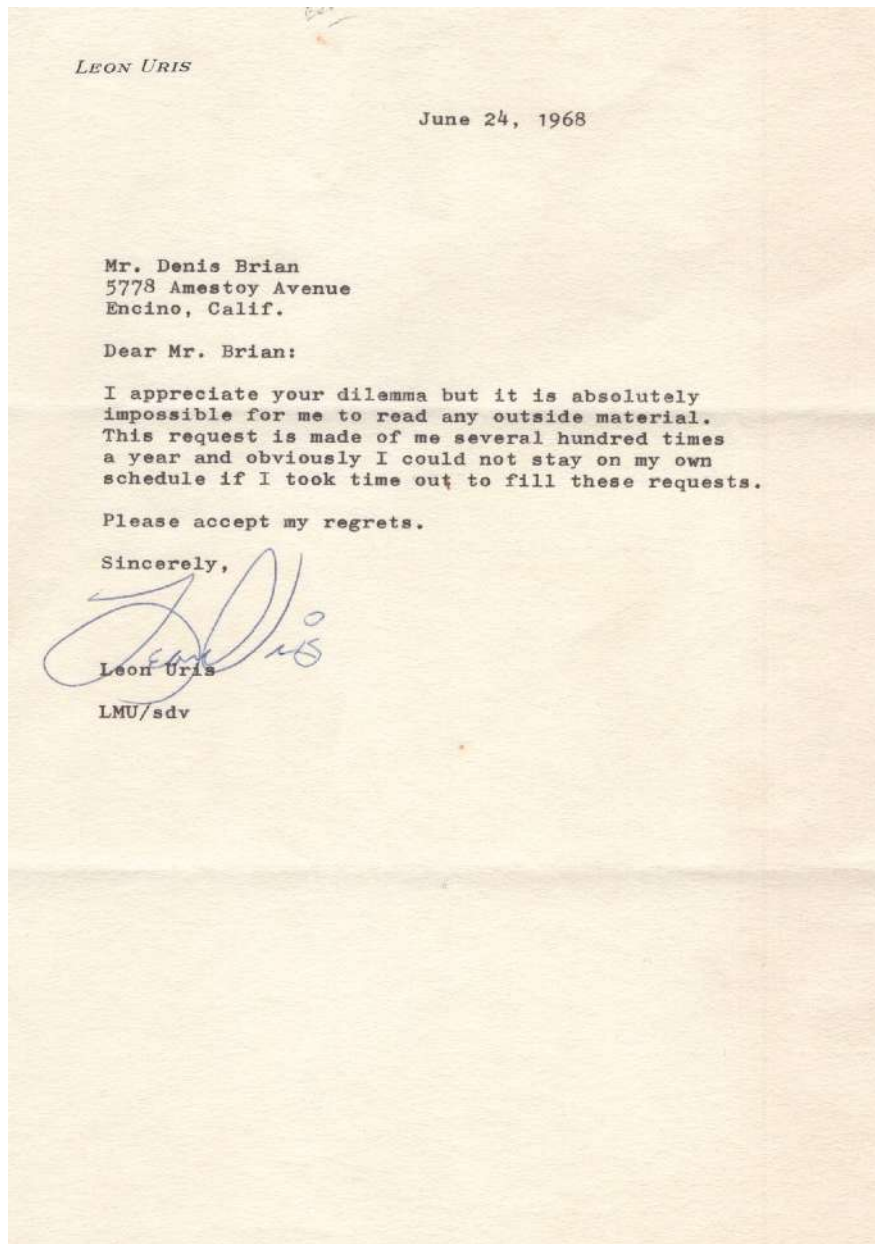 LEON URIS
June 24, 1968
Mr. Denis Brian
5778 Amestoy Avenue
Encino, Calif.
Dear Mr. Brian:
I appreciate your dilemma but it is absolutely
impossible for me to read any outside material.
This request is made of me several hundred times
a year and obviously I could not stay on my own
schedule if I took time out to fill these requests.
Please accept my regrets.
Sincerely,
Leon Uris
Leon Uris
LMU/sdv